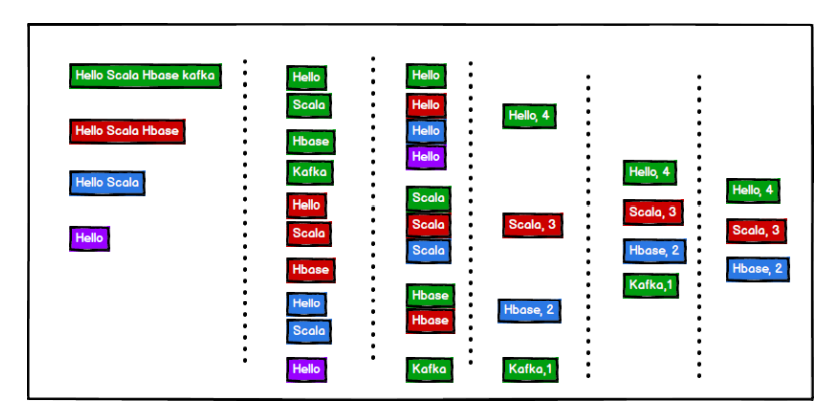 Hello Scala Hbase kafka
Hello Scala Hbase
Hello Scala
Hello
Hello
Scala
Hbase
Kafka
Hello
Scala
Hbase
Hello
Scala
Hello
Hello
Hello
Hello
Hello
Scala
Scala
Scala
Hbase
Hbase
Kafka
Hello, 4
Scala, 3
Hbase, 2
Kafka,1
Hello, 4
Scala, 3
Hbase, 2
Kafka,1
Hello, 4
Scala, 3
Hbase, 2